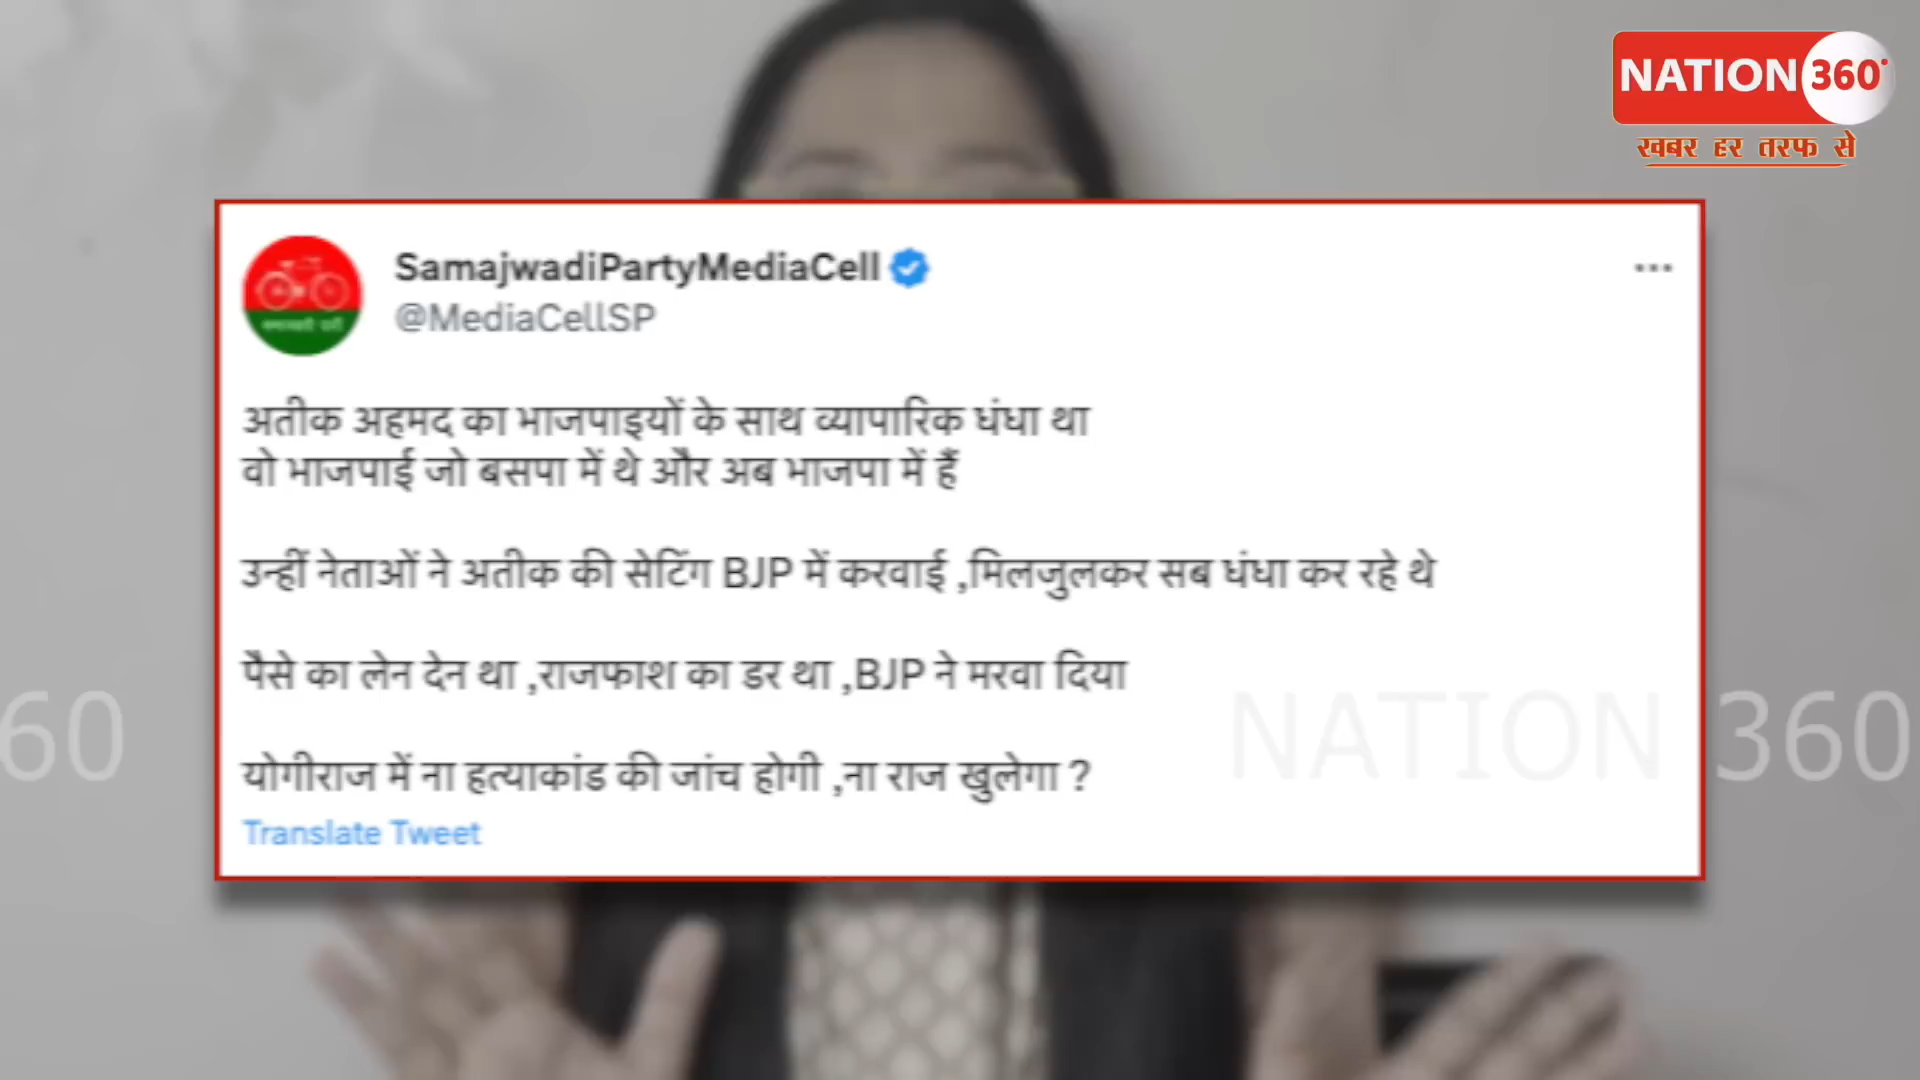 NATION 360
खबर हर तरफ से
SamajwadiPartyMediaCell
@MediaCellSP
अतीक अहमद का भाजपाइयों के साथ व्यापारिक धंधा था
वो भाजपाई जो बसपा में थे और अब भाजपा में हैं
उन्हीं नेताओं ने अतीक की सेटिंग BJP में करवाई ,मिलजुलकर सब धंधा कर रहे थे
पैसे का लेन देन था ,राजफाश का डर था ,BJP ने मरवा दिया
योगीराज में ना हत्याकांड की जांच होगी ,ना राज खुलेगा ?
Translate Tweet
60
NATION 360